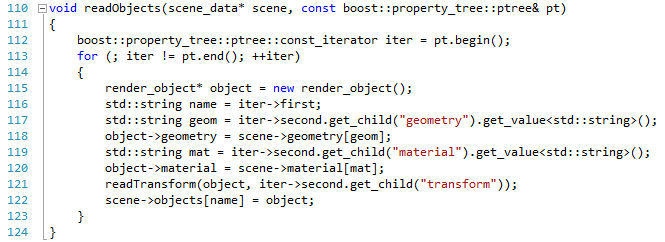 110 void readObjects(scene_data* scene, const boost::property_tree::ptree& pt)
111 {
112     boost::property_tree::ptree::const_iterator iter = pt.begin();
113     for (; iter != pt.end(); ++iter)
114     {
115         render_object* object = new render_object();
116         std::string name = iter->first;
117         std::string geom = iter->second.get_child("geometry").get_value<std::string>();
118         object->geometry = scene->geometry[geom];
119         std::string mat = iter->second.get_child("material").get_value<std::string>();
120         object->material = scene->material[mat];
121         readTransform(object, iter->second.get_child("transform"));
122         scene->objects[name] = object;
123     }
124 }